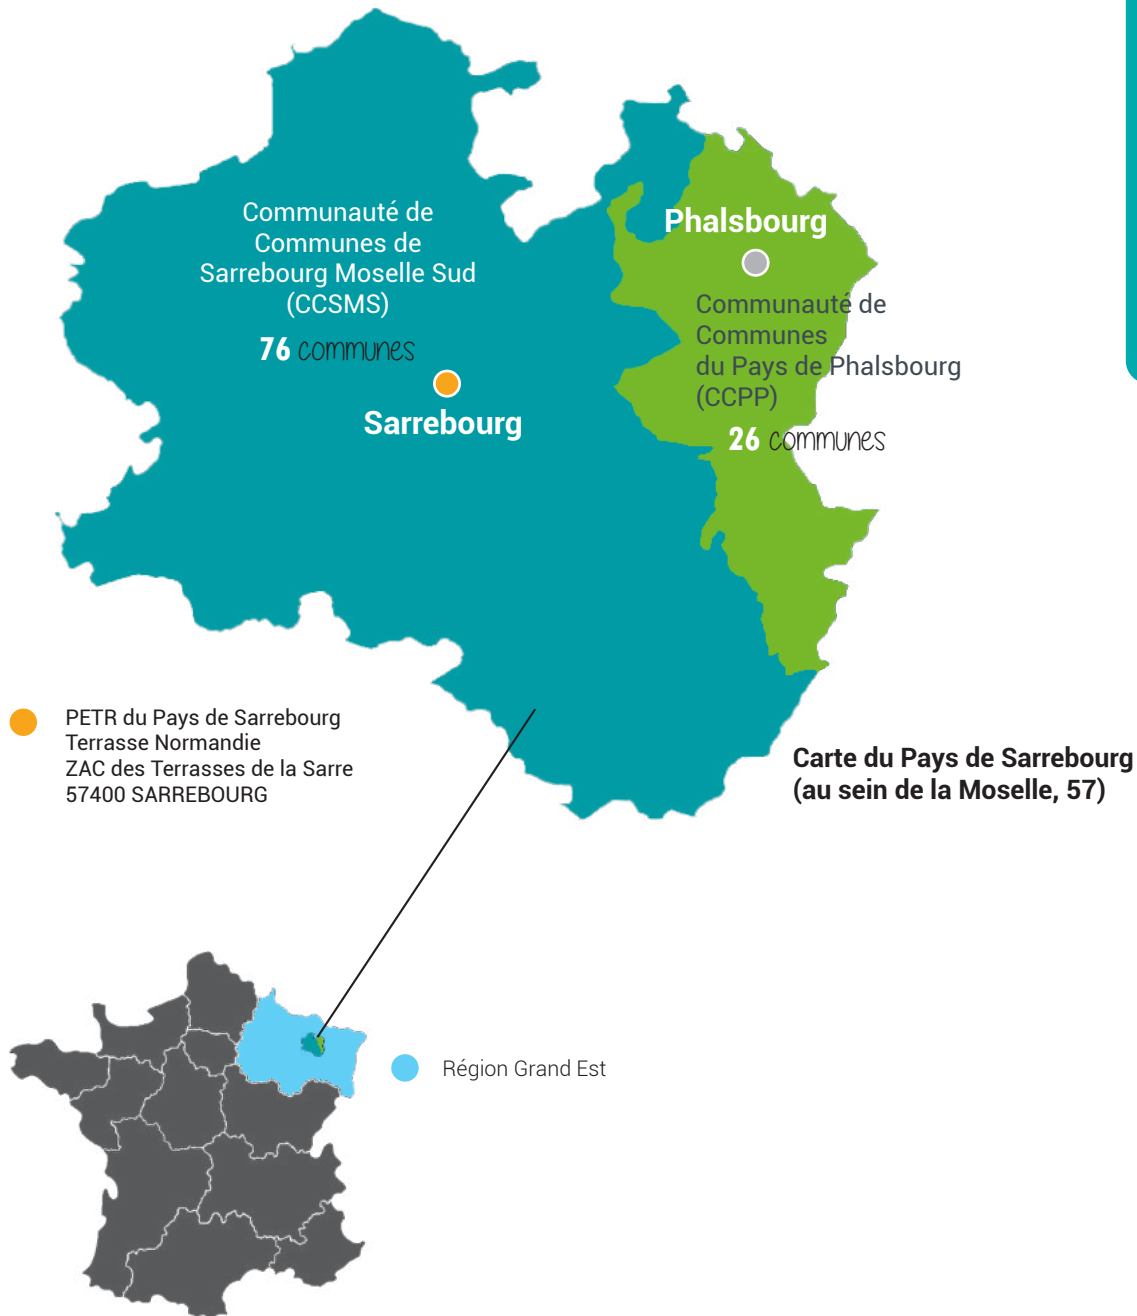 Communauté de
Communes de
Sarrebourg Moselle Sud
(CCSMS)
76 communes
Sarrebourg
Phalsbourg
Communauté de
Communes
du Pays de Phalsbourg
(CCPP)
26 communes
PETR du Pays de Sarrebourg
Terrasse Normandie
ZAC des Terrasses de la Sarre
57400 SARREBOURG
Carte du Pays de Sarrebourg
(au sein de la Moselle, 57)
Région Grand Est